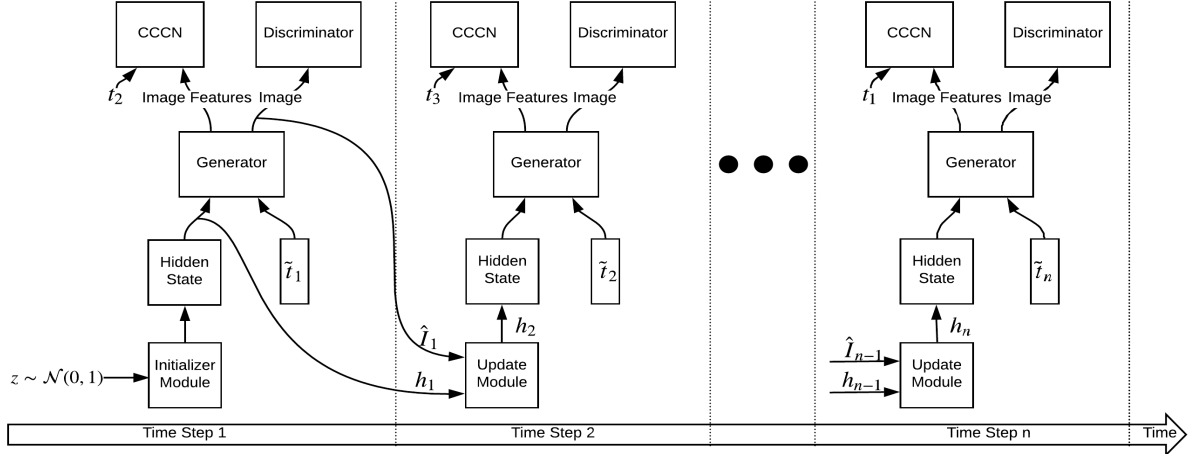 CCCN
Discriminator
CCCN
Discriminator
CCCN
Discriminator
t₂
Image Features
Image
t₃
Image Features
Image
t₁
Image Features
Image
Generator
Generator
Generator
Hidden
State
t̃₁
Hidden
State
t̃₂
Hidden
State
t̃ₙ
h₂
hₙ
z ∼ 𝒩(0, 1)
Initializer
Module
Î₁
h₁
Update
Module
Îₙ₋₁
hₙ₋₁
Update
Module
Time Step 1
Time Step 2
Time Step n
Time